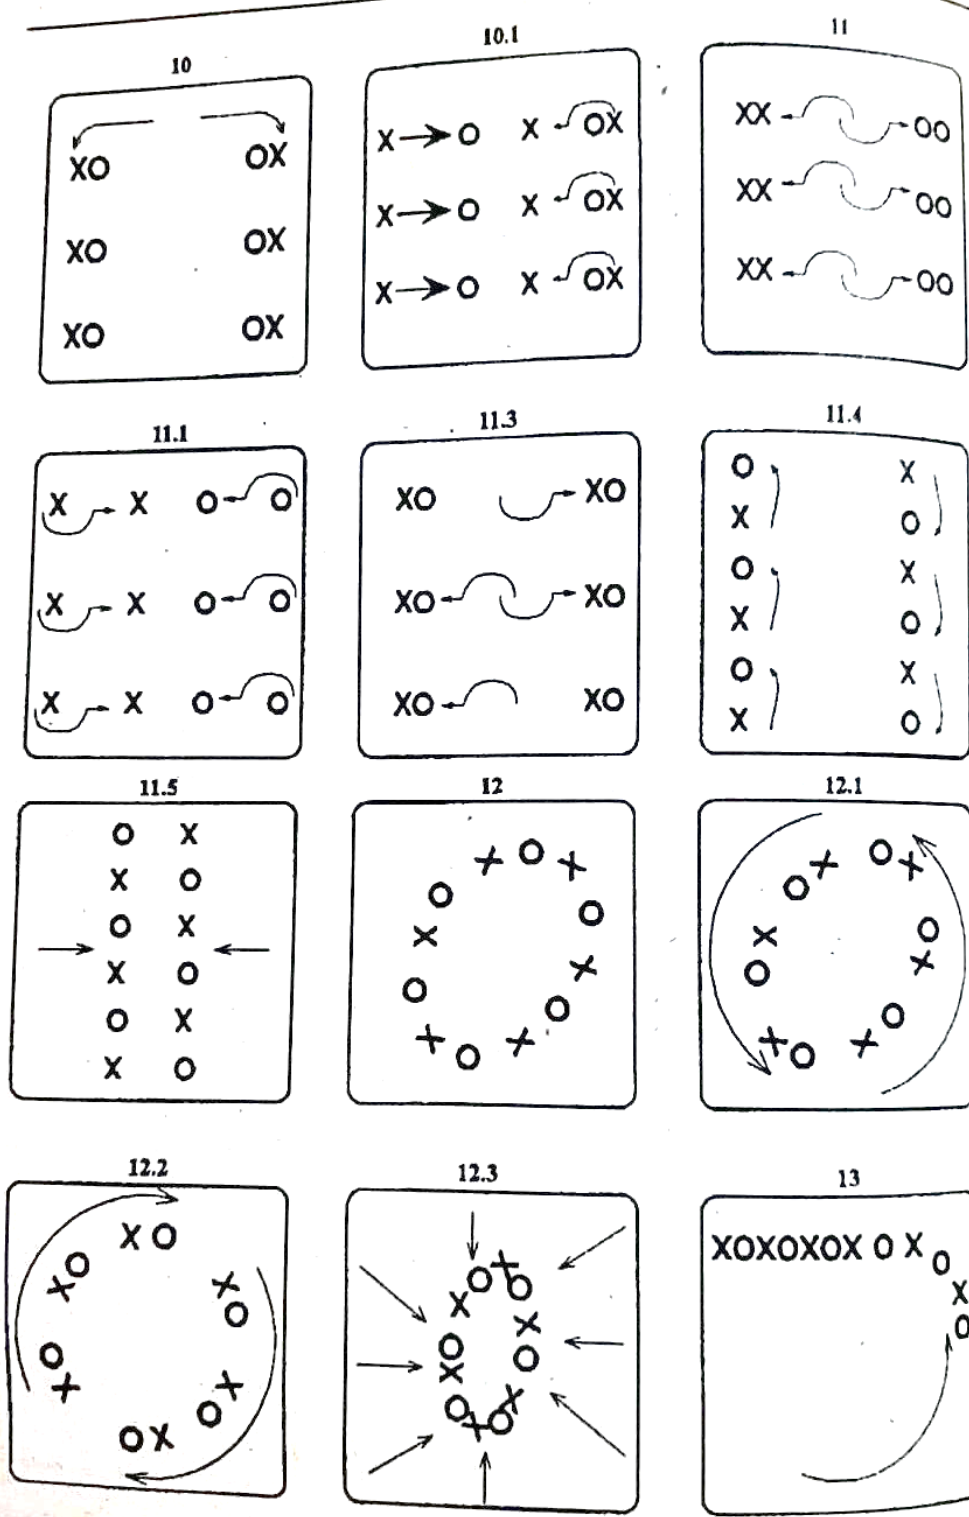 10
XO OX
XO OX
XO OX
10.1
X O X OX
X O X OX
X O X OX
11
XX OO
XX OO
XX OO
11.1
X X O O
X X O O
X X O O
11.3
XO XO
XO XO
XO XO
11.4
O X
X O
O X
X O
O X
X O
11.5
O X
X O
O X
X O
O X
X O
12
X O X
O O
X X
O O
X O X
12.1
O X O X
X O
O X
X O X O
12.2
X O
X O X
O
O
X X
O
O X
12.3
O X O
X X
O O
X X
O X O
13
XOXOXOX O X O
X
O